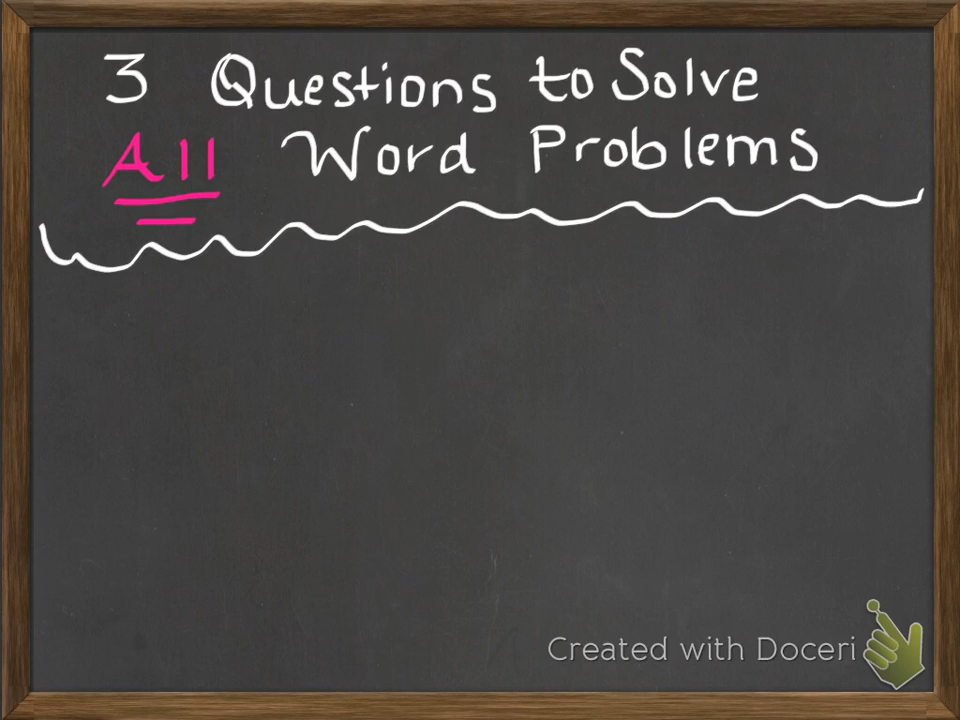 3 Questions to Solve
All Word Problems
Created with Doceri